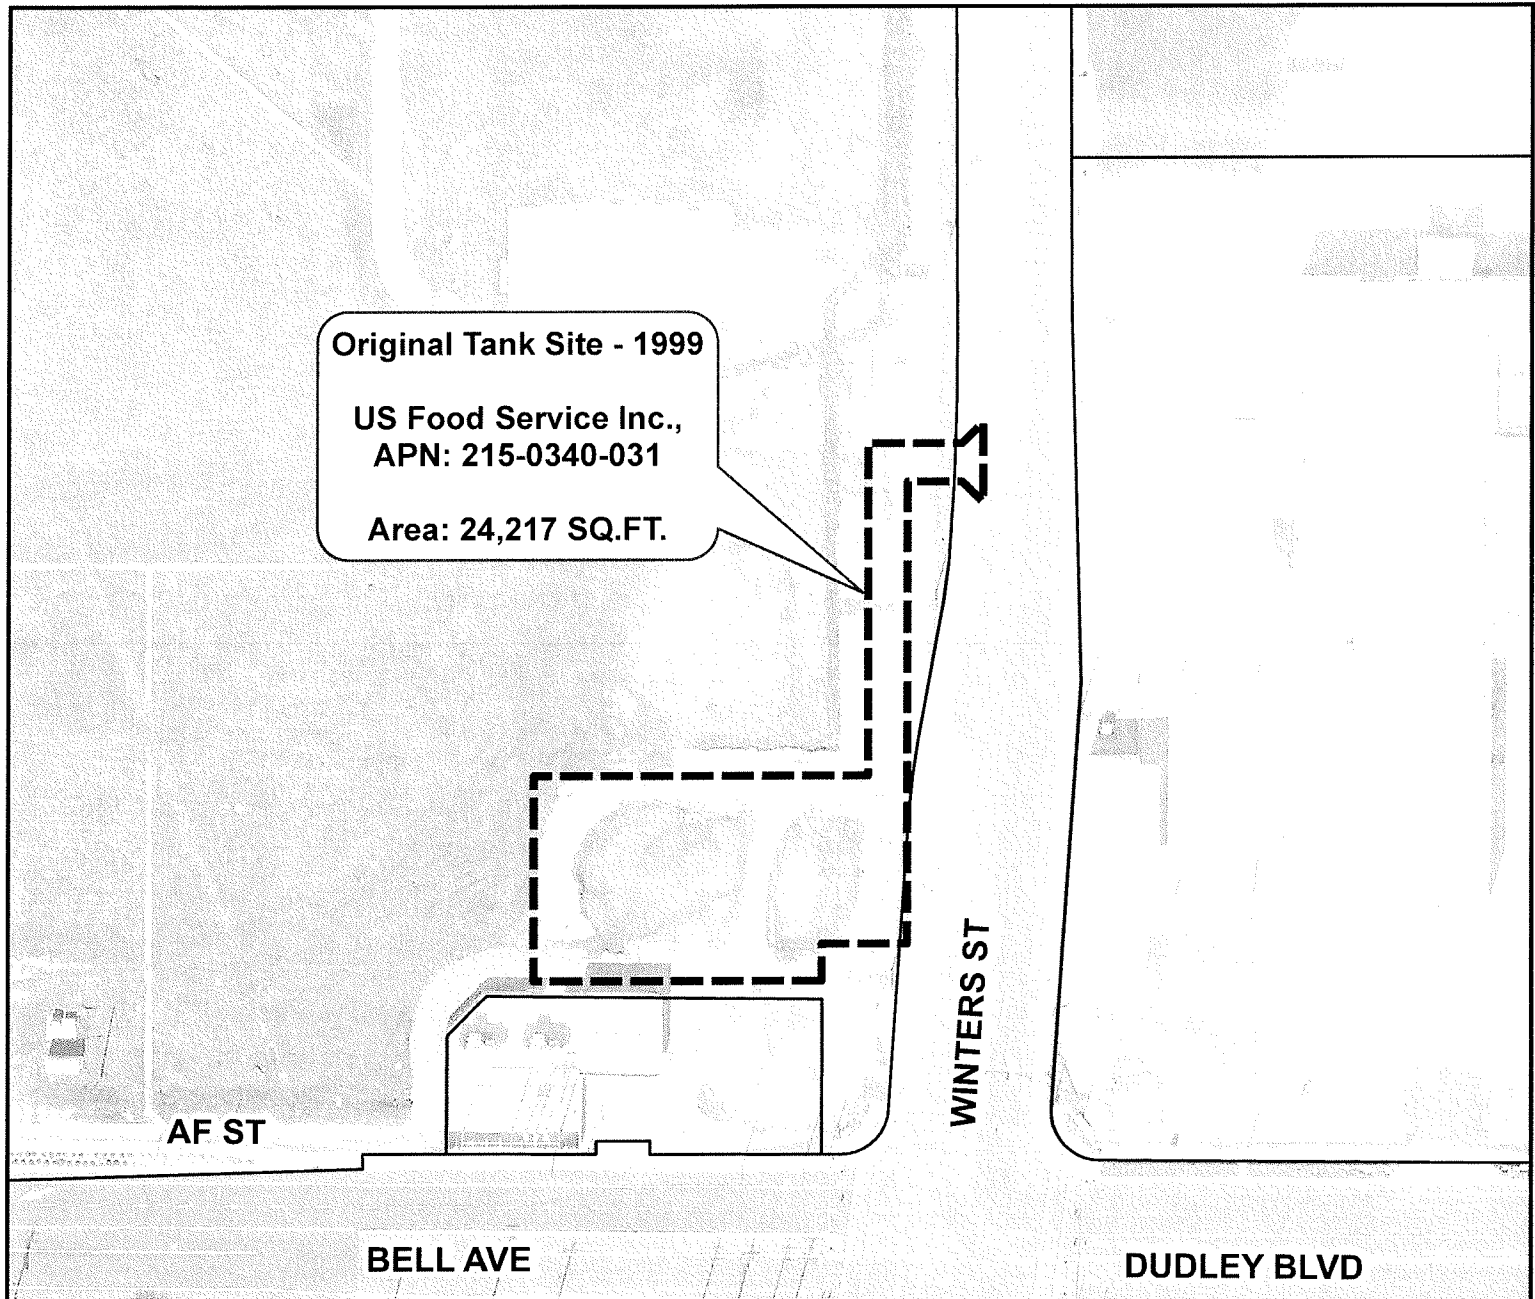 Original Tank Site - 1999
US Food Service Inc.,
APN: 215-0340-031
Area: 24,217 SQ.FT.
WINTERS ST
AF ST
BELL AVE
DUDLEY BLVD